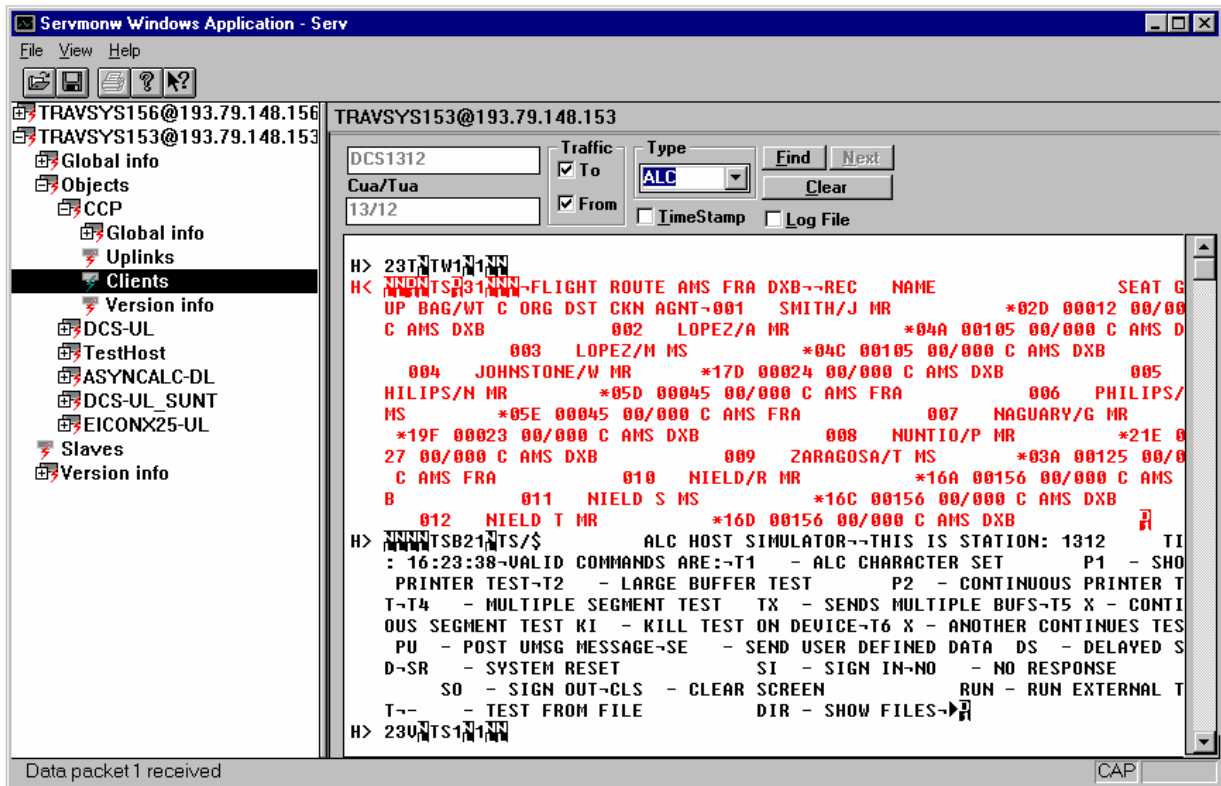 Servmonw Windows Application - Serv
File View Help
TRAVSYS156@193.79.148.156
TRAVSYS153@193.79.148.153
Global info
Objects
CCP
Global info
Uplinks
Clients
Version info
DCS-UL
TestHost
ASYNCALC-DL
DCS-UL_SUNT
EICONX25-UL
Slaves
Version info
TRAVSYS153@193.79.148.153
DCS1312
Cua/Tua
13/12
Traffic
To
From
Type
ALC
Find Next
Clear
TimeStamp Log File
H> 23T TW1 1
H< TS 31 ¬FLIGHT ROUTE AMS FRA DXB¬¬REC NAME SEAT G
UP BAG/WT C ORG DST CKN AGNT¬001 SMITH/J MR *02D 00012 00/00
C AMS DXB 002 LOPEZ/A MR *04A 00105 00/000 C AMS D
003 LOPEZ/M MS *04C 00105 00/000 C AMS DXB
004 JOHNSTONE/W MR *17D 00024 00/000 C AMS DXB 005
HILIPS/N MR *05D 00045 00/000 C AMS FRA 006 PHILIPS/
MS *05E 00045 00/000 C AMS FRA 007 NAGUARY/G MR
*19F 00023 00/000 C AMS DXB 008 NUNTIO/P MR *21E 0
27 00/000 C AMS DXB 009 ZARAGOSA/T MS *03A 00125 00/0
C AMS FRA 010 NIELD/R MR *16A 00156 00/000 C AMS
B 011 NIELD S MS *16C 00156 00/000 C AMS DXB
012 NIELD T MR *16D 00156 00/000 C AMS DXB
H> TSB21 TS/$ ALC HOST SIMULATOR¬¬THIS IS STATION: 1312 TI
: 16:23:38¬VALID COMMANDS ARE:¬T1 - ALC CHARACTER SET P1 - SHO
PRINTER TEST¬T2 - LARGE BUFFER TEST P2 - CONTINUOUS PRINTER T
T¬T4 - MULTIPLE SEGMENT TEST TX - SENDS MULTIPLE BUFS¬T5 X - CONTI
OUS SEGMENT TEST KI - KILL TEST ON DEVICE¬T6 X - ANOTHER CONTINUES TES
PU - POST UMSG MESSAGE¬SE - SEND USER DEFINED DATA DS - DELAYED S
D¬SR - SYSTEM RESET SI - SIGN IN¬NO - NO RESPONSE
SO - SIGN OUT¬CLS - CLEAR SCREEN RUN - RUN EXTERNAL T
T¬- - TEST FROM FILE DIR - SHOW FILES¬
H> 23V TS1 1
Data packet 1 received
CAP